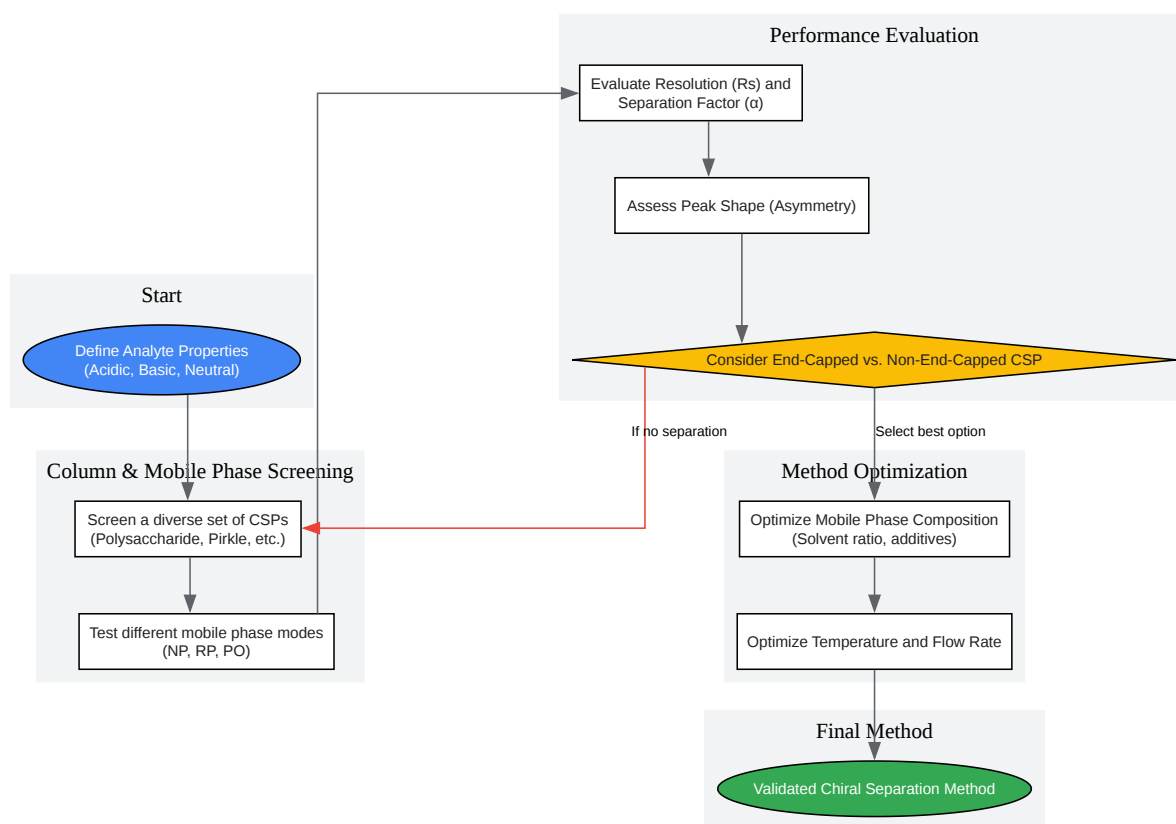 Performance Evaluation
Evaluate Resolution (Rs) and
Separation Factor (α)
Assess Peak Shape (Asymmetry)
Start
Define Analyte Properties
(Acidic, Basic, Neutral)
Consider End-Capped vs. Non-End-Capped CSP
If no separation
Select best option
Column & Mobile Phase Screening
Screen a diverse set of CSPs
(Polysaccharide, Pirkle, etc.)
Test different mobile phase modes
(NP, RP, PO)
Method Optimization
Optimize Mobile Phase Composition
(Solvent ratio, additives)
Optimize Temperature and Flow Rate
Final Method
Validated Chiral Separation Method